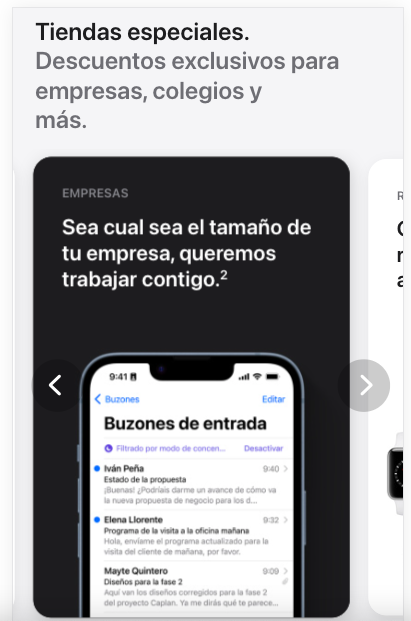 Tiendas especiales.
Descuentos exclusivos para
empresas, colegios y
más.
EMPRESAS
Sea cual sea el tamaño de
tu empresa, queremos
trabajar contigo.²
9:41
Buzones
Editar
Buzones de entrada
Filtrado por modo de concen...
Desactivar
Iván Peña
9:40
Estado de la propuesta
¡Buenas! ¿Podríais darme un avance de cómo va
la nueva propuesta de negocio para los d...
Elena Llorente
9:32
Programa de la visita a la oficina mañana
Hola, envíame el programa actualizado para la
visita del cliente de mañana, por favor.
Mayte Quintero
9:09
Diseños para la fase 2
Aquí van los diseños corregidos para la fase 2
del proyecto Capian. Ya me dirás qué te parece...